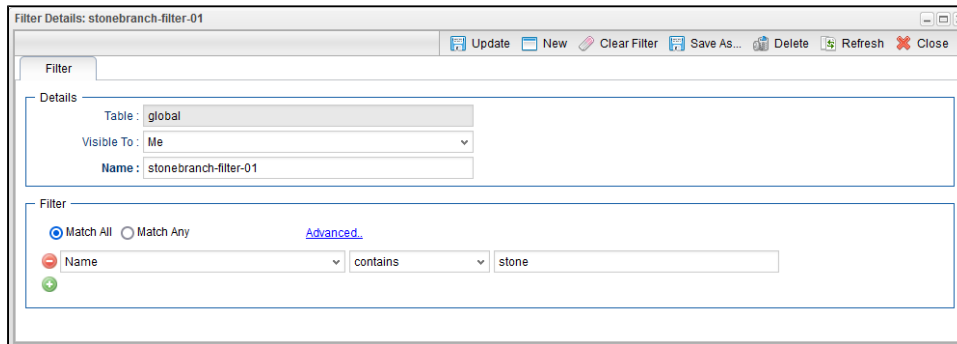 Filter Details: stonebranch-filter-01
Update New Clear Filter Save As... Delete Refresh Close
Filter
Details
Table : global
Visible To : Me
Name : stonebranch-filter-01
Filter
Match All Match Any Advanced..
Name contains stone